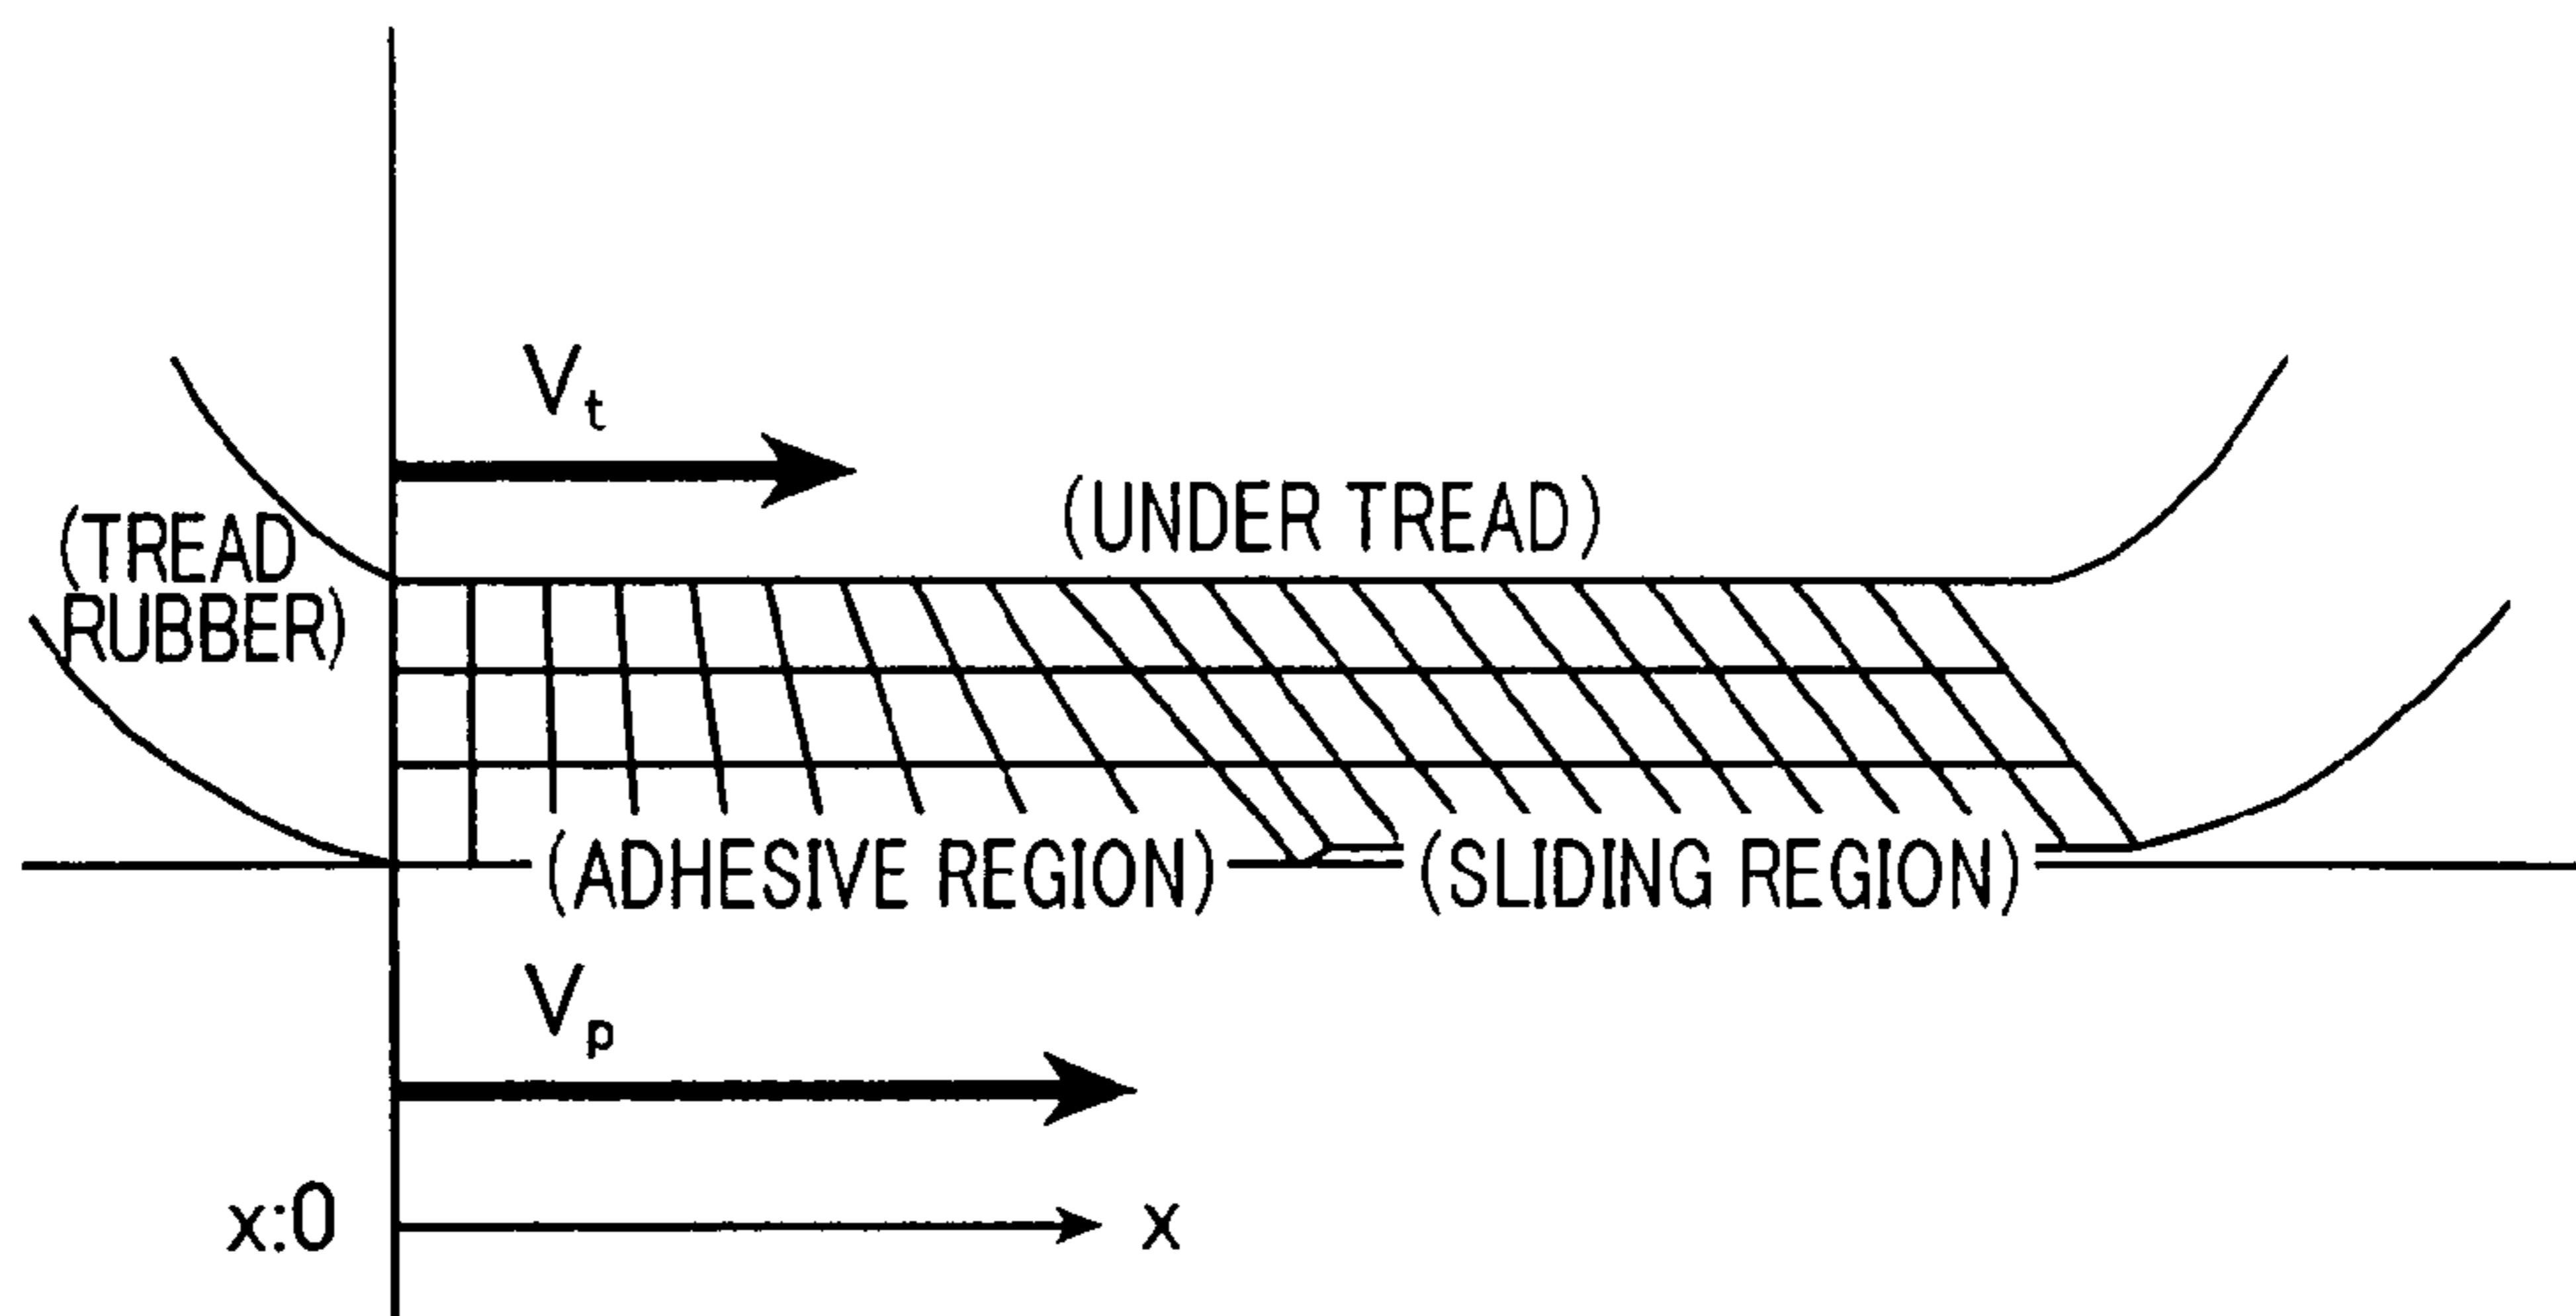 Vt
(UNDER TREAD)
(TREAD
RUBBER)
(ADHESIVE REGION)
(SLIDING REGION)
Vp
x:0
x